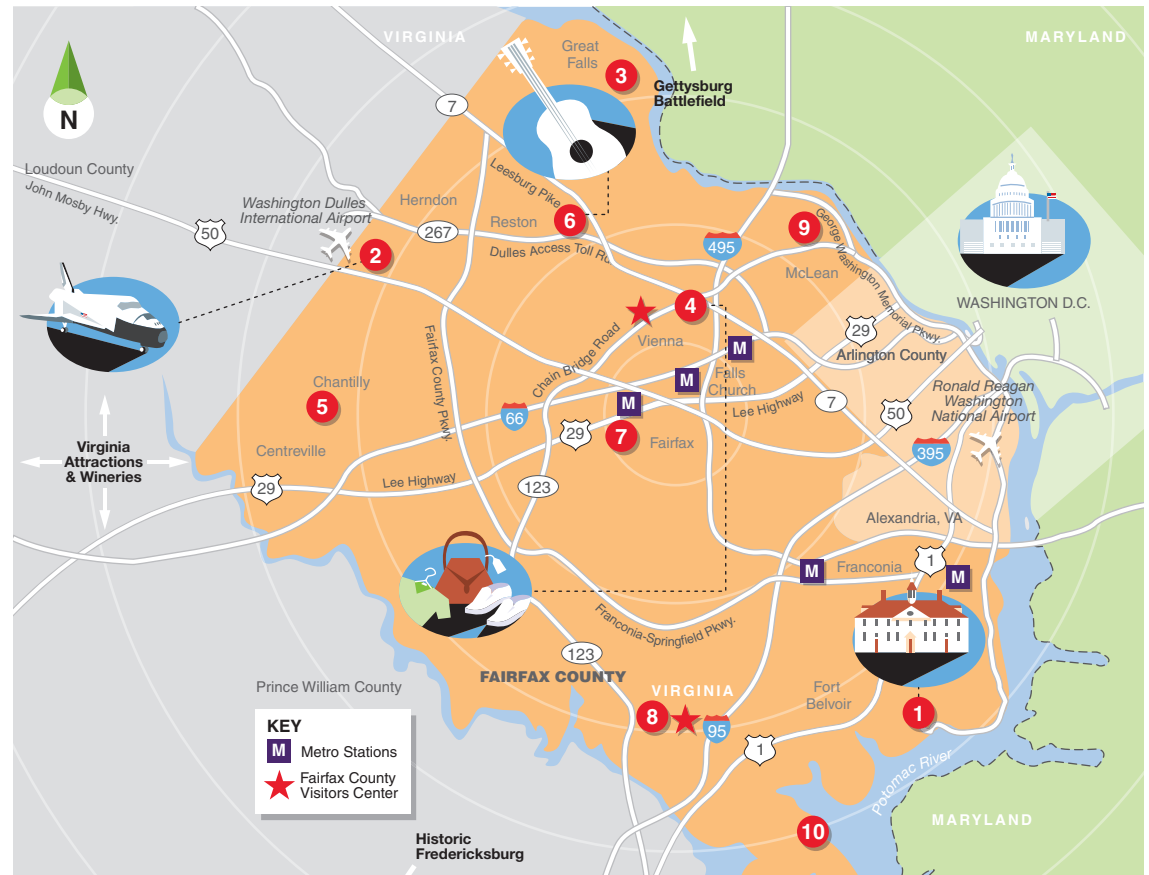 VIRGINIA
MARYLAND
Great
Falls
3
Gettysburg
Battlefield
N
7
Loudoun County
John Mosby Hwy.
Leesburg Pike
Washington Dulles
International Airport
Herndon
50
267
Reston
6
9
George Washington Memorial Pkwy.
2
Dulles Access Toll Rd
495
McLean
WASHINGTON D.C.
4
29
Arlington County
Vienna
M
Chain Bridge Road
Fairfax County Pkwy.
Chantilly
5
M
Falls
Church
M
Lee Highway
7
50
Ronald Reagan
Washington
National Airport
66
29
7
Fairfax
395
Virginia
Attractions
& Wineries
Centreville
29
Lee Highway
123
Alexandria, VA
M
Franconia
1
M
Franconia-Springfield Pkwy.
123
FAIRFAX COUNTY
VIRGINIA
Prince William County
Fort
Belvoir
8
95
1
1
KEY
M Metro Stations
Fairfax County
Visitors Center
Potomac River
MARYLAND
10
Historic
Fredericksburg